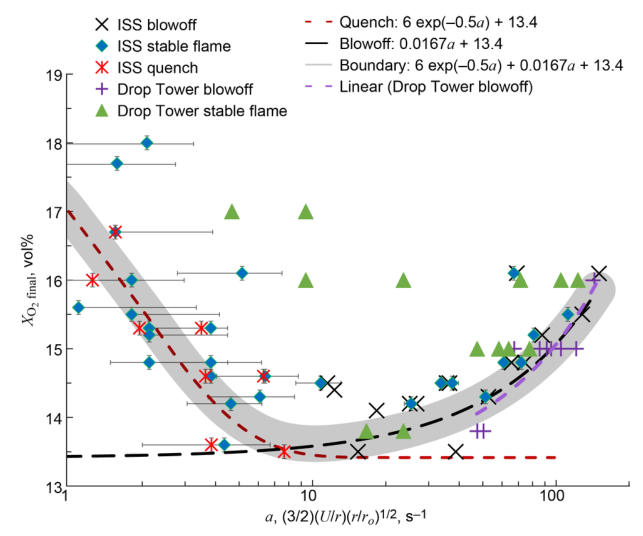 ISS blowoff
ISS stable flame
ISS quench
Drop Tower blowoff
Drop Tower stable flame
Quench: 6 exp(–0.5a) + 13.4
Blowoff: 0.0167a + 13.4
Boundary: 6 exp(–0.5a) + 0.0167a + 13.4
Linear (Drop Tower blowoff)
19
18
17
16
15
14
13
X_O2 final, vol%
1
10
100
a, (3/2)(U/r)(r/r_o)^1/2, s^–1